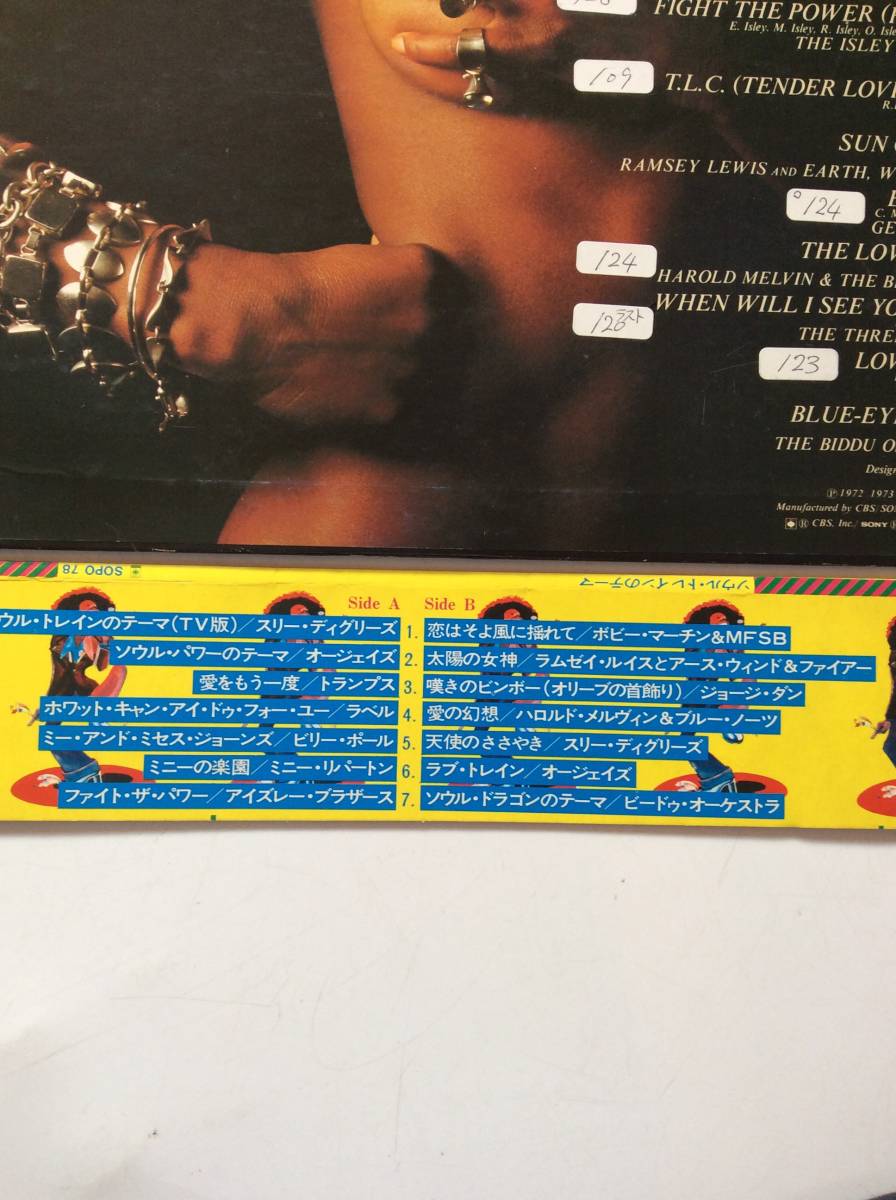 FIGHT THE POWER (
E. Isley, M. Isley, R. Isley, O. Isle
THE ISLEY
109
T.L.C. (TENDER LOVE
SUN
RAMSEY LEWIS AND EARTH, W
°124
GE
THE LOV
124
HAROLD MELVIN & THE B
WHEN WILL I SEE YO
ラスト
THE THRE
123
LOV
BLUE-EY
THE BIDDU O
Design
Ⓟ 1972 1973
Manufactured by CBS/SO
Ⓡ CBS, Inc./ SONY
SOPO 78
ソウル・トレインのテーマ
Side A
ウル・トレインのテーマ(TV版)/スリー・ディグリーズ
ソウル・パワーのテーマ/オージェイズ
愛をもう一度/トランプス
ホワット・キャン・アイ・ドゥ・フォー・ユー/ラベル
ミー・アンド・ミセス・ジョーンズ/ビリー・ポール
ミニーの楽園/ミニー・リパートン
ファイト・ザ・パワー/アイズレー・ブラザース
Side B
1. 恋はそよ風に揺れて/ボビー・マーチン&MFSB
2. 太陽の女神/ラムゼイ・ルイスとアース・ウィンド&ファイアー
3. 嘆きのビンボー(オリーブの首飾り)/ジョージ・ダン
4. 愛の幻想/ハロルド・メルヴィン&ブルー・ノーツ
5. 天使のささやき/スリー・ディグリーズ
6. ラブ・トレイン/オージェイズ
7. ソウル・ドラゴンのテーマ/ビードゥ・オーケストラ